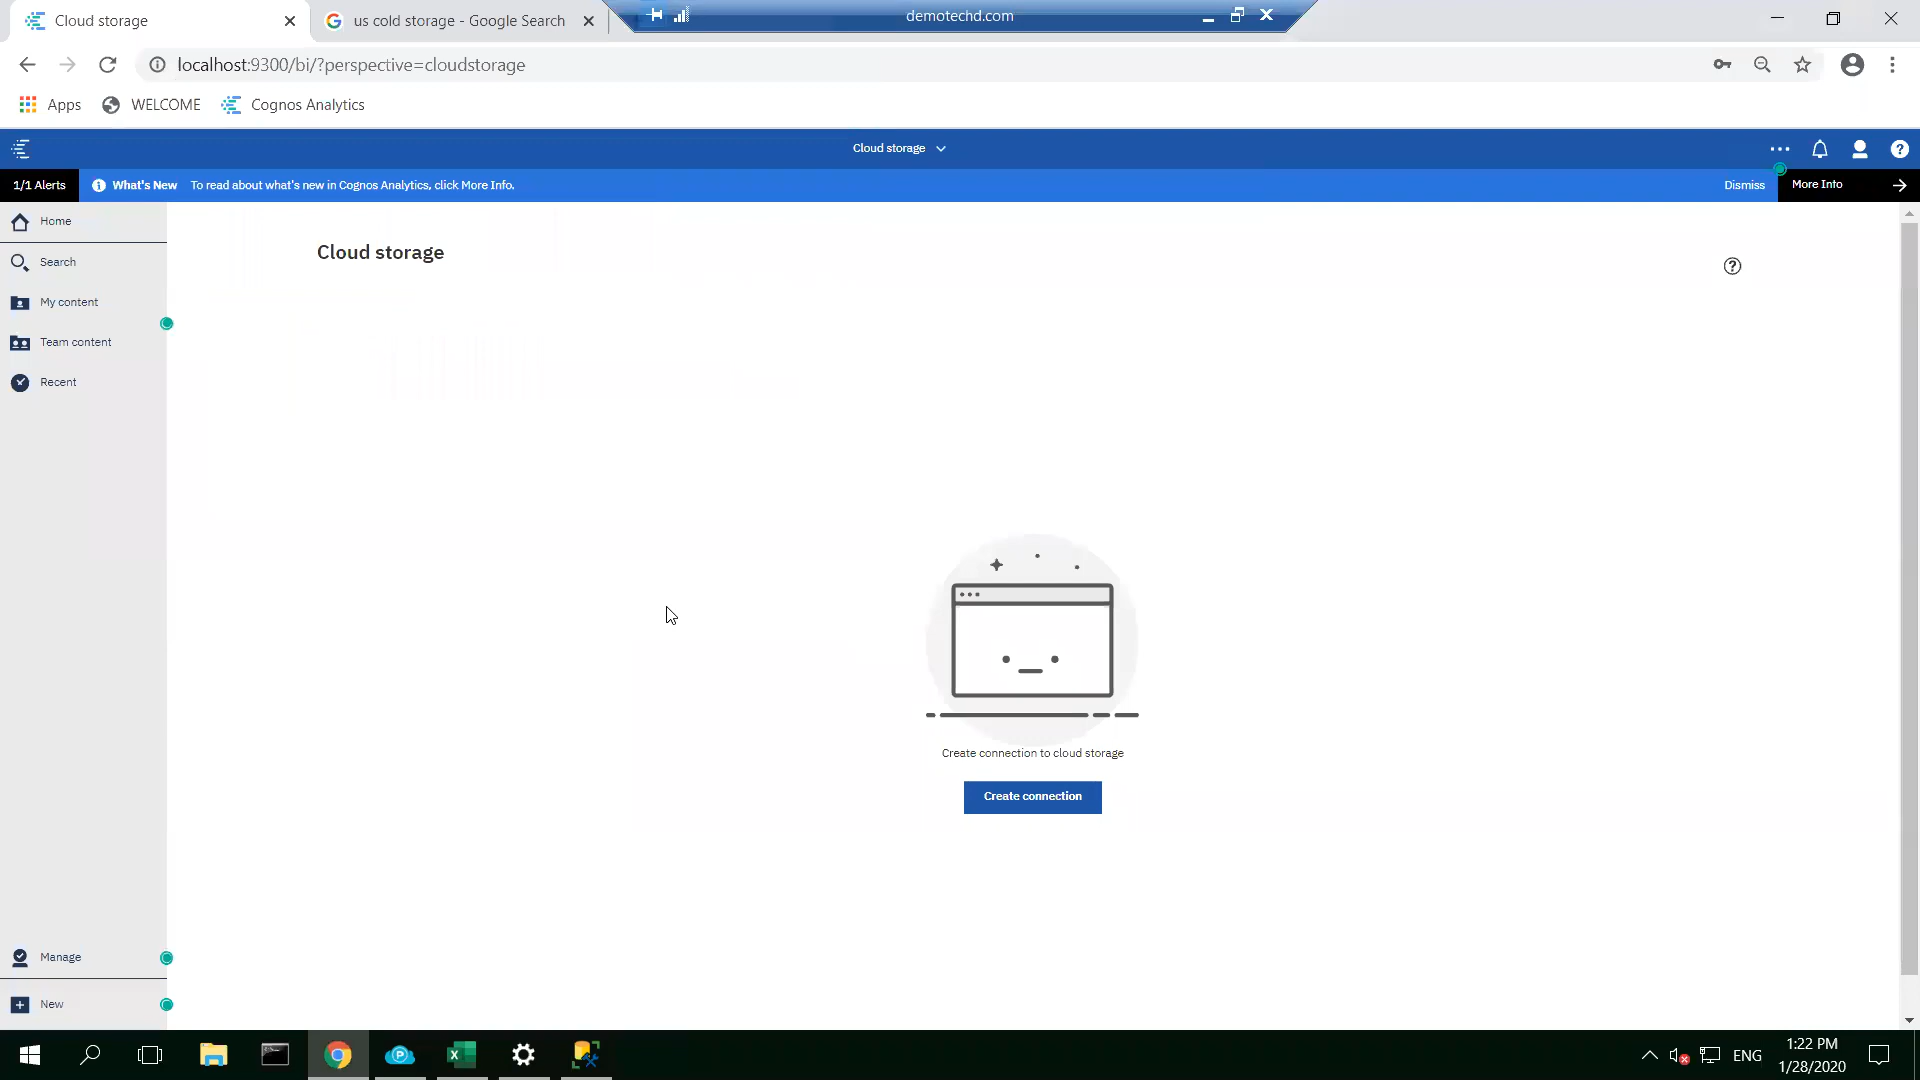 Cloud storage
us cold storage - Google Search
demotechd.com
localhost:9300/bi/?perspective=cloudstorage
Apps
WELCOME
Cognos Analytics
Cloud storage
1/1 Alerts
What's New
To read about what's new in Cognos Analytics, click More Info.
Dismiss
More Info
Home
Search
My content
Team content
Recent
Cloud storage
Create connection to cloud storage
Create connection
Manage
New
ENG
1:22 PM
1/28/2020